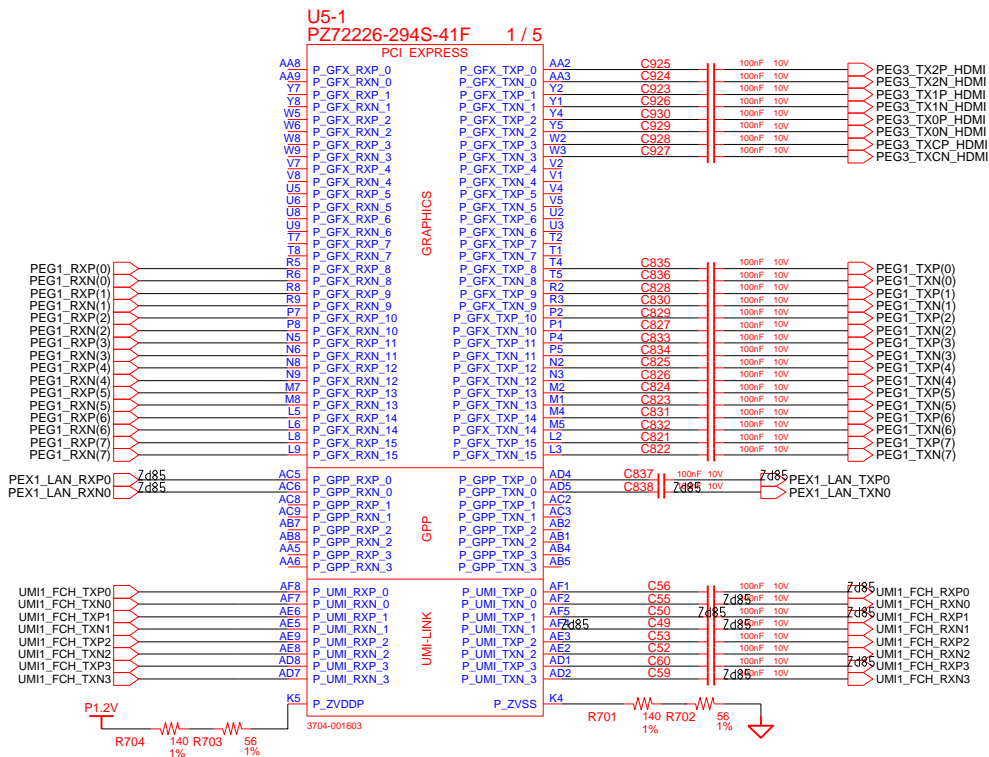 U5-1
PZ72226-294S-41F 1 / 5
PCI EXPRESS
AA8 P_GFX_RXP_0 P_GFX_TXP_0 AA2 C925 100nF 10V PEG3_TX2P_HDMI
AA9 P_GFX_RXN_0 P_GFX_TXN_0 AA3 C924 100nF 10V PEG3_TX2N_HDMI
Y7 P_GFX_RXP_1 P_GFX_TXP_1 Y2 C923 100nF 10V PEG3_TX1P_HDMI
Y8 P_GFX_RXN_1 P_GFX_TXN_1 Y1 C926 100nF 10V PEG3_TX1N_HDMI
W5 P_GFX_RXP_2 P_GFX_TXP_2 Y4 C930 100nF 10V PEG3_TX0P_HDMI
W6 P_GFX_RXN_2 P_GFX_TXN_2 Y5 C929 100nF 10V PEG3_TX0N_HDMI
W8 P_GFX_RXP_3 P_GFX_TXP_3 W2 C928 100nF 10V PEG3_TXCP_HDMI
W9 P_GFX_RXN_3 P_GFX_TXN_3 W3 C927 100nF 10V PEG3_TXCN_HDMI
V7 P_GFX_RXP_4 P_GFX_TXP_4 V2
V8 P_GFX_RXN_4 P_GFX_TXN_4 V1
U5 P_GFX_RXP_5 P_GFX_TXP_5 V4
U6 P_GFX_RXN_5 P_GFX_TXN_5 V5
U8 P_GFX_RXP_6 P_GFX_TXP_6 U2
U9 P_GFX_RXN_6 P_GFX_TXN_6 U3
T7 P_GFX_RXP_7 P_GFX_TXP_7 T2
T8 P_GFX_RXN_7 P_GFX_TXN_7 T1
GRAPHICS
PEG1_RXP(0) R5 P_GFX_RXP_8 P_GFX_TXP_8 T4 C835 100nF 10V PEG1_TXP(0)
PEG1_RXN(0) R6 P_GFX_RXN_8 P_GFX_TXN_8 T5 C836 100nF 10V PEG1_TXN(0)
PEG1_RXP(1) R8 P_GFX_RXP_9 P_GFX_TXP_9 R2 C828 100nF 10V PEG1_TXP(1)
PEG1_RXN(1) R9 P_GFX_RXN_9 P_GFX_TXN_9 R3 C830 100nF 10V PEG1_TXN(1)
PEG1_RXP(2) P7 P_GFX_RXP_10 P_GFX_TXP_10 P2 C829 100nF 10V PEG1_TXP(2)
PEG1_RXN(2) P8 P_GFX_RXN_10 P_GFX_TXN_10 P1 C827 100nF 10V PEG1_TXN(2)
PEG1_RXP(3) N5 P_GFX_RXP_11 P_GFX_TXP_11 P4 C833 100nF 10V PEG1_TXP(3)
PEG1_RXN(3) N6 P_GFX_RXN_11 P_GFX_TXN_11 P5 C834 100nF 10V PEG1_TXN(3)
PEG1_RXP(4) N8 P_GFX_RXP_12 P_GFX_TXP_12 N2 C825 100nF 10V PEG1_TXP(4)
PEG1_RXN(4) N9 P_GFX_RXN_12 P_GFX_TXN_12 N3 C826 100nF 10V PEG1_TXN(4)
PEG1_RXP(5) M7 P_GFX_RXP_13 P_GFX_TXP_13 M2 C824 100nF 10V PEG1_TXP(5)
PEG1_RXN(5) M8 P_GFX_RXN_13 P_GFX_TXN_13 M1 C823 100nF 10V PEG1_TXN(5)
PEG1_RXP(6) L5 P_GFX_RXP_14 P_GFX_TXP_14 M4 C831 100nF 10V PEG1_TXP(6)
PEG1_RXN(6) L6 P_GFX_RXN_14 P_GFX_TXN_14 M5 C832 100nF 10V PEG1_TXN(6)
PEG1_RXP(7) L8 P_GFX_RXP_15 P_GFX_TXP_15 L2 C821 100nF 10V PEG1_TXP(7)
PEG1_RXN(7) L9 P_GFX_RXN_15 P_GFX_TXN_15 L3 C822 100nF 10V PEG1_TXN(7)
PEX1_LAN_RXP0 7d85 AC5 P_GPP_RXP_0 P_GPP_TXP_0 AD4 C837 100nF 10V 7d85 PEX1_LAN_TXP0
PEX1_LAN_RXN0 7d85 AC6 P_GPP_RXN_0 P_GPP_TXN_0 AD5 C838 7d85 10V PEX1_LAN_TXN0
AC8 P_GPP_RXP_1 P_GPP_TXP_1 AC2
AC9 P_GPP_RXN_1 P_GPP_TXN_1 AC3
AB7 P_GPP_RXP_2 P_GPP_TXP_2 AB2
AB8 P_GPP_RXN_2 P_GPP_TXN_2 AB1
AA5 P_GPP_RXP_3 P_GPP_TXP_3 AB4
AA6 P_GPP_RXN_3 P_GPP_TXN_3 AB5
GPP
UMI1_FCH_TXP0 AF8 P_UMI_RXP_0 P_UMI_TXP_0 AF1 C56 100nF 10V 7d85 UMI1_FCH_RXP0
UMI1_FCH_TXN0 AF7 P_UMI_RXN_0 P_UMI_TXN_0 AF2 C55 7d85 100nF 10V UMI1_FCH_RXN0
UMI1_FCH_TXP1 AE6 P_UMI_RXP_1 P_UMI_TXP_1 AF5 C50 7d85 100nF 10V 7d85 UMI1_FCH_RXP1
UMI1_FCH_TXN1 AE5 P_UMI_RXN_1 P_UMI_TXN_1 7d85 C49 7d85 100nF 10V UMI1_FCH_RXN1
UMI1_FCH_TXP2 AE9 P_UMI_RXP_2 P_UMI_TXP_2 AE3 C53 100nF 10V UMI1_FCH_RXP2
UMI1_FCH_TXN2 AE8 P_UMI_RXN_2 P_UMI_TXN_2 AE2 C52 100nF 10V UMI1_FCH_RXN2
UMI1_FCH_TXP3 AD8 P_UMI_RXP_3 P_UMI_TXP_3 AD1 C60 100nF 10V 7d85 UMI1_FCH_RXP3
UMI1_FCH_TXN3 AD7 P_UMI_RXN_3 P_UMI_TXN_3 AD2 C59 7d85 100nF 10V UMI1_FCH_RXN3
UMI-LINK
K5 P_ZVDDP P_ZVSS K4
P1.2V
R704 140 1% R703 56 1%
3704-001603
R701 140 1% R702 56 1%